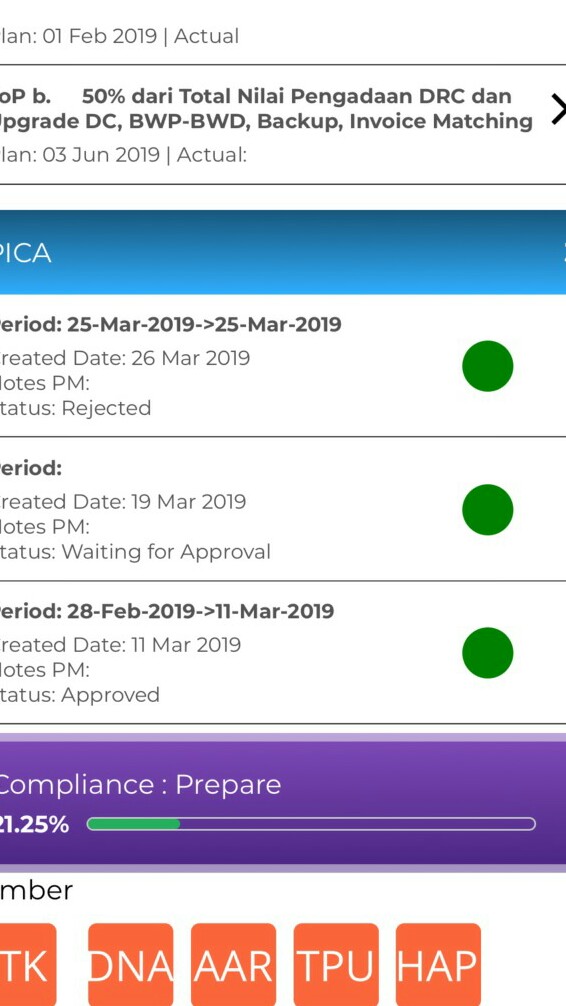 lan: 01 Feb 2019 | Actual
oP b. 50% dari Total Nilai Pengadaan DRC dan
pgrade DC, BWP-BWD, Backup, Invoice Matching
lan: 03 Jun 2019 | Actual:
PICA
eriod: 25-Mar-2019->25-Mar-2019
reated Date: 26 Mar 2019
otes PM:
tatus: Rejected
eriod:
reated Date: 19 Mar 2019
otes PM:
tatus: Waiting for Approval
eriod: 28-Feb-2019->11-Mar-2019
reated Date: 11 Mar 2019
otes PM:
tatus: Approved
Compliance : Prepare
21.25%
mber
TK DNA AAR TPU HAP